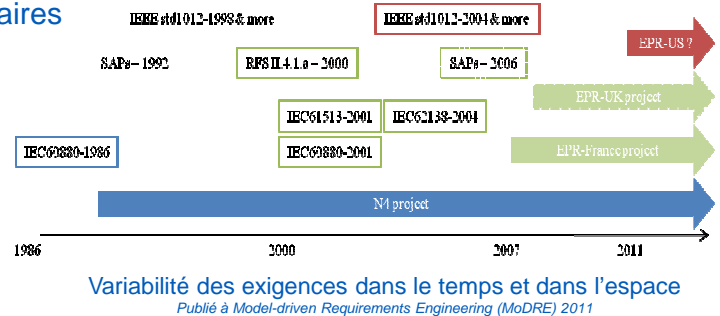 aires
IEEE std1012-1998 & more
IEEE std1012-2004 & more
EPR-US ?
SAPs – 1992
RFS II.4.1.a – 2000
SAPs – 2006
EPR-UK project
IEC61513-2001
IEC62138-2004
IEC60880-1986
IEC60880-2001
EPR-France project
N4 project
1986
2000
2007
2011
Variabilité des exigences dans le temps et dans l'espace
Publié à Model-driven Requirements Engineering (MoDRE) 2011